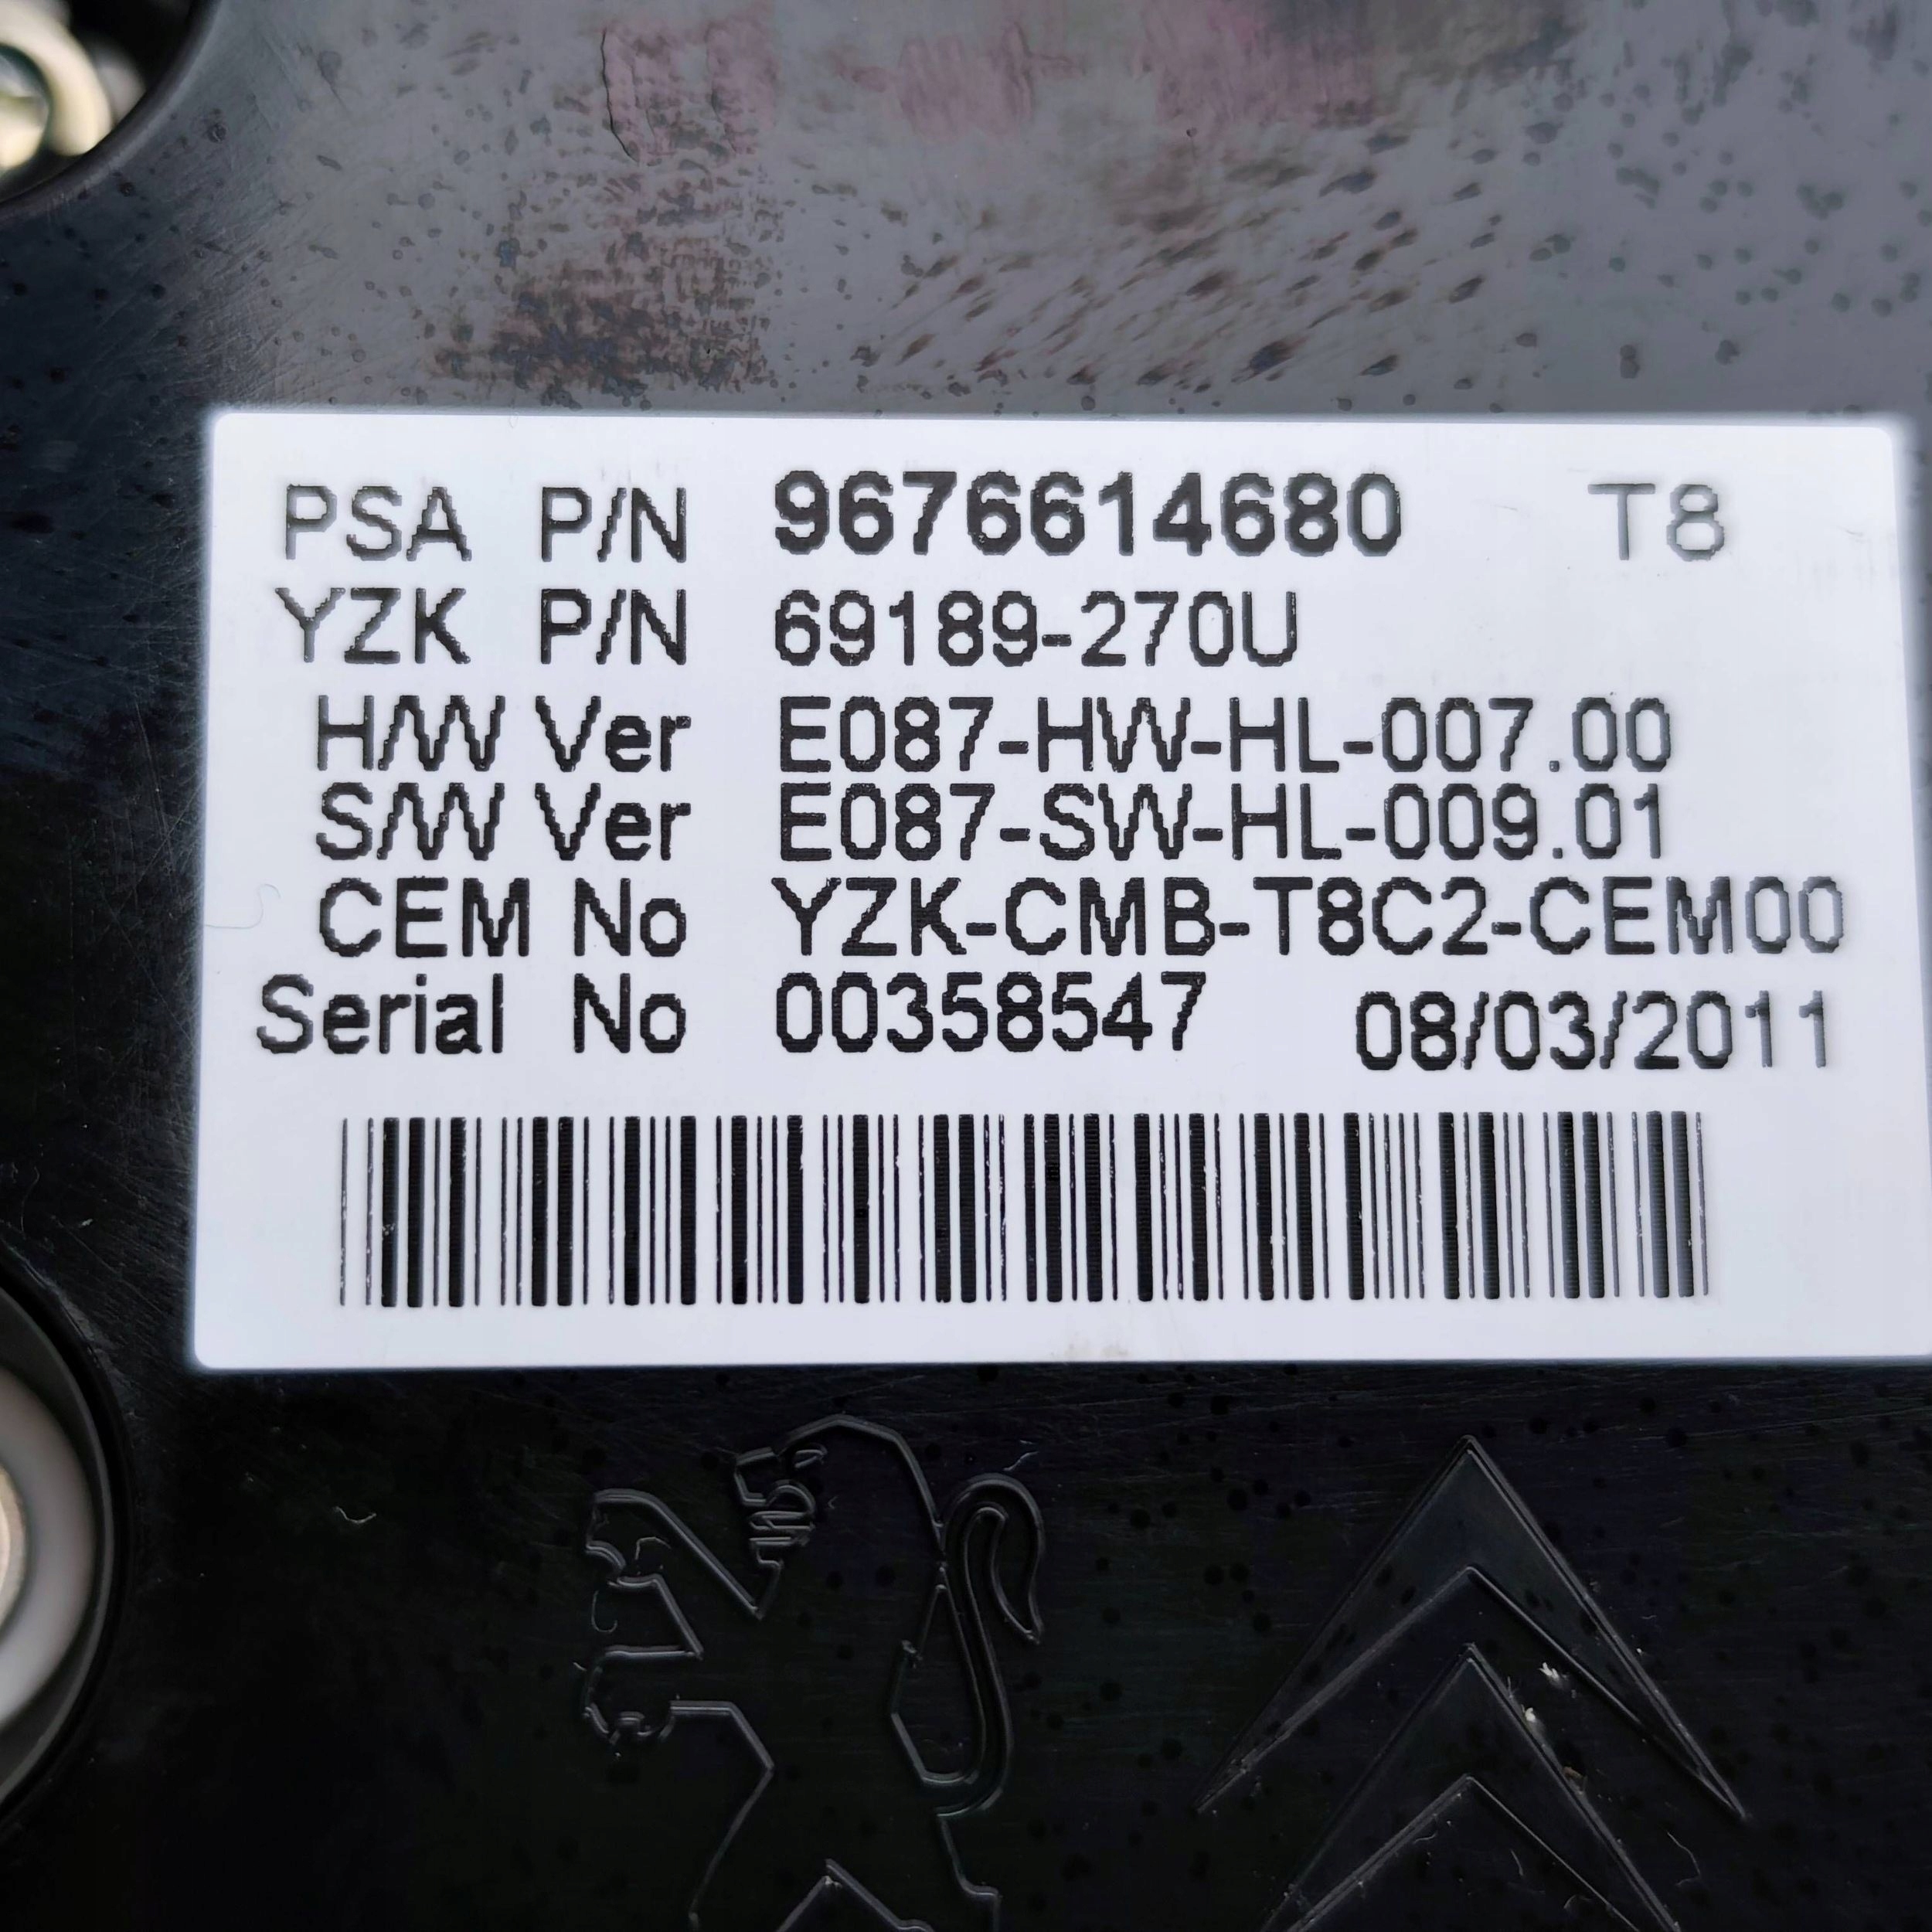 PSA P/N 9676614680 T8
YZK P/N 69189-270U
H/W Ver E087-HW-HL-007.00
S/W Ver E087-SW-HL-009.01
CEM No YZK-CMB-T8C2-CEM00
Serial No 00358547 08/03/2011